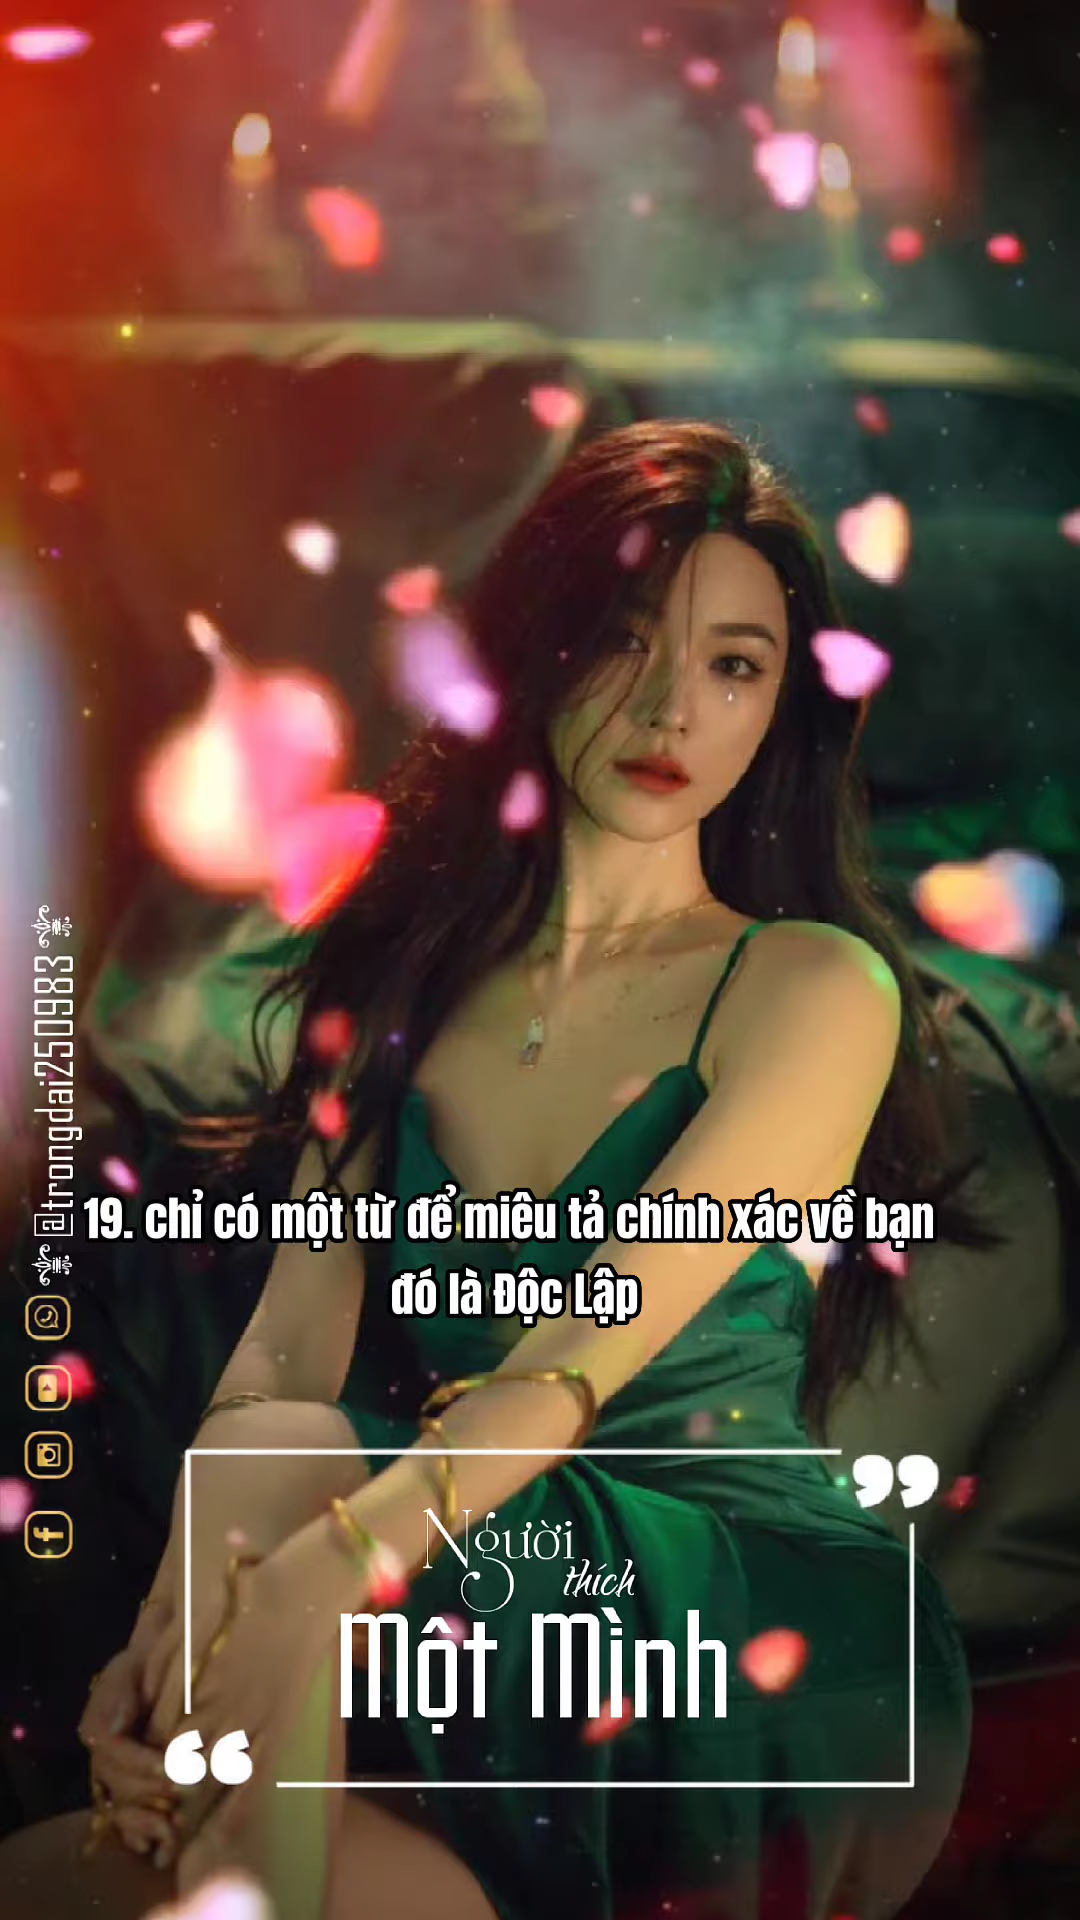 @trongdai250983
19. chỉ có một từ để miêu tả chính xác về bạn
đó là Độc Lập
Người
thích
Một Mình